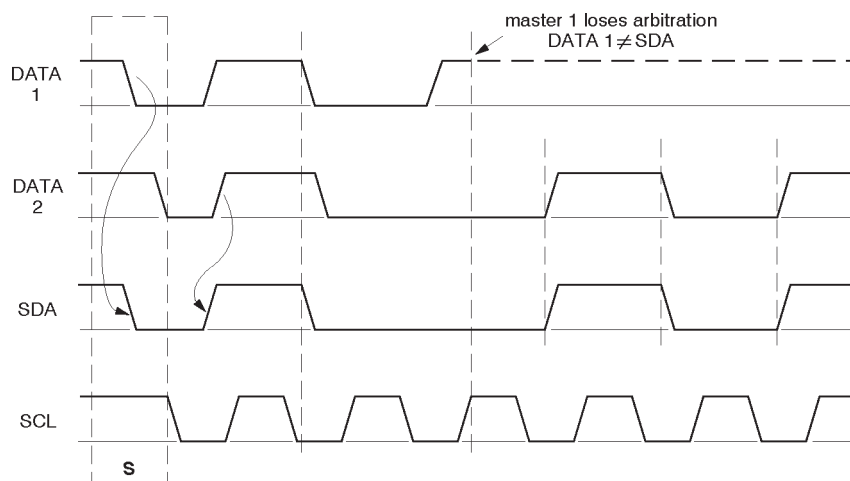 master 1 loses arbitration
DATA 1≠SDA
DATA
1
DATA
2
SDA
SCL
S